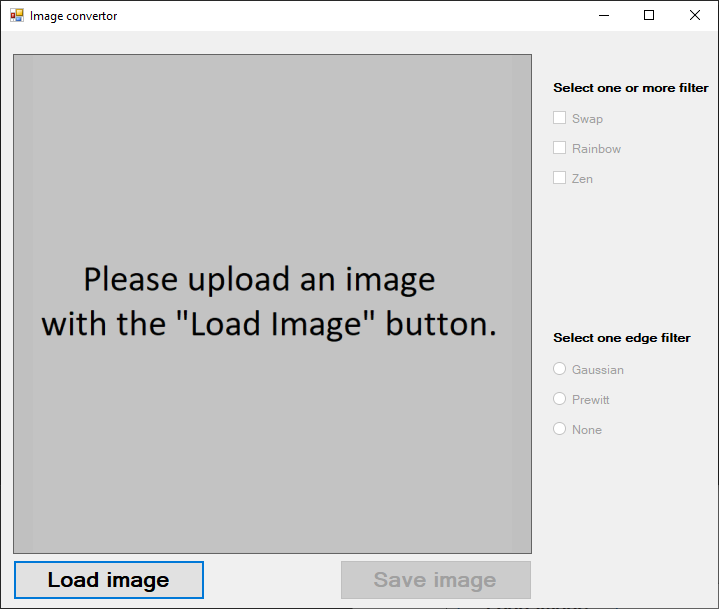 Image convertor
Select one or more filter
Swap
Rainbow
Zen
Please upload an image
with the "Load Image" button.
Select one edge filter
Gaussian
Prewitt
None
Load image
Save image